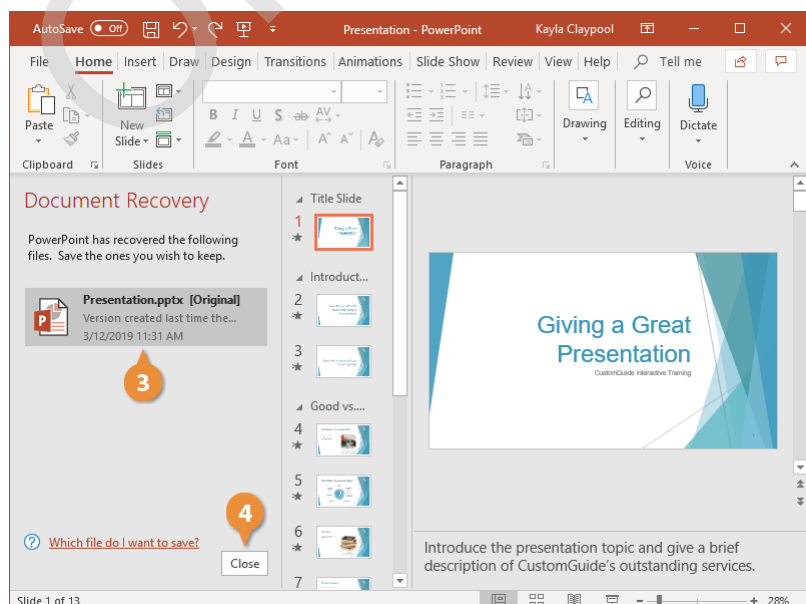 AutoSave Off Presentation - PowerPoint Kayla Claypool
File Home Insert Draw Design Transitions Animations Slide Show Review View Help Tell me
Paste New Slide B I U S ab AV Aa A A A A Drawing Editing Dictate
Clipboard Slides Font Paragraph Voice
Document Recovery
PowerPoint has recovered the following
files. Save the ones you wish to keep.
Presentation.pptx [Original]
Version created last time the...
3/12/2019 11:31 AM
3
4
Which file do I want to save?
Close
Title Slide
1
Introduct...
2
3
Good vs....
4
5
6
7
Giving a Great
Presentation
CustomGuide Interactive Training
Introduce the presentation topic and give a brief
description of CustomGuide's outstanding services.
Slide 1 of 13 28%